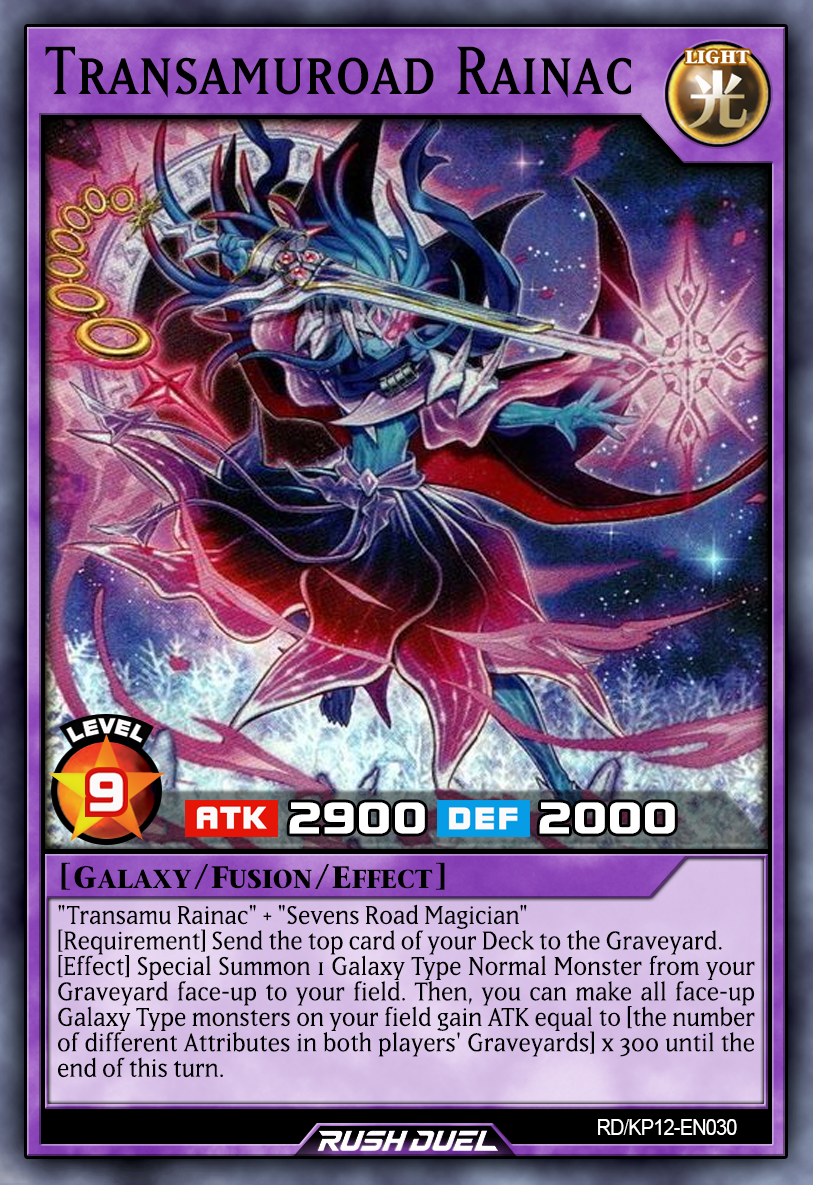 Transamuroad Rainac
LIGHT
光
LEVEL
9
ATK 2900 DEF 2000
[Galaxy/Fusion/Effect]
"Transamu Rainac" + "Sevens Road Magician"
[Requirement] Send the top card of your Deck to the Graveyard.
[Effect] Special Summon 1 Galaxy Type Normal Monster from your
Graveyard face-up to your field. Then, you can make all face-up
Galaxy Type monsters on your field gain ATK equal to [the number
of different Attributes in both players' Graveyards] x 300 until the
end of this turn.
RD/KP12-EN030
RUSH DUEL